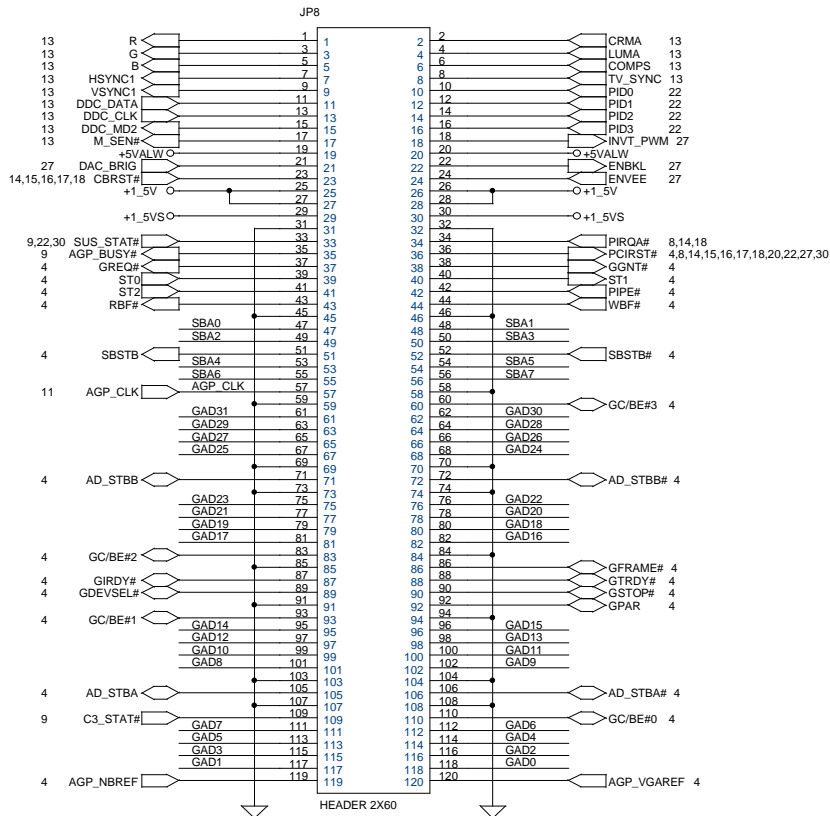 JP8
13 R 1 1 2 2 CRMA 13
13 G 3 3 4 4 LUMA 13
13 B 5 5 6 6 COMPS 13
13 HSYNC1 7 7 8 8 TV_SYNC 13
13 VSYNC1 9 9 10 10 PID0 22
13 DDC_DATA 11 11 12 12 PID1 22
13 DDC_CLK 13 13 14 14 PID2 22
13 DDC_MD2 15 15 16 16 PID3 22
13 M_SEN# 17 17 18 18 INVT_PWM 27
+5VALW 19 19 20 20 +5VALW
27 DAC_BRIG 21 21 22 22 ENBKL 27
14,15,16,17,18 CBRST# 23 23 24 24 ENVEE 27
+1_5V 25 25 26 26 +1_5V
27 27 28 28
+1_5VS 29 29 30 30 +1_5VS
31 31 32 32
9,22,30 SUS_STAT# 33 33 34 34 PIRQA# 8,14,18
9 AGP_BUSY# 35 35 36 36 PCIRST# 4,8,14,15,16,17,18,20,22,27,30
4 GREQ# 37 37 38 38 GGNT# 4
4 ST0 39 39 40 40 ST1 4
4 ST2 41 41 42 42 PIPE# 4
4 RBF# 43 43 44 44 WBF# 4
45 45 46 46
SBA0 47 47 48 48 SBA1
SBA2 49 49 50 50 SBA3
4 SBSTB 51 51 52 52 SBSTB# 4
SBA4 53 53 54 54 SBA5
SBA6 55 55 56 56 SBA7
11 AGP_CLK AGP_CLK 57 57 58 58
59 59 60 60 GC/BE#3 4
GAD31 61 61 62 62 GAD30
GAD29 63 63 64 64 GAD28
GAD27 65 65 66 66 GAD26
GAD25 67 67 68 68 GAD24
69 69 70 70
4 AD_STBB 71 71 72 72 AD_STBB# 4
73 73 74 74
GAD23 75 75 76 76 GAD22
GAD21 77 77 78 78 GAD20
GAD19 79 79 80 80 GAD18
GAD17 81 81 82 82 GAD16
4 GC/BE#2 83 83 84 84
85 85 86 86 GFRAME# 4
4 GIRDY# 87 87 88 88 GTRDY# 4
4 GDEVSEL# 89 89 90 90 GSTOP# 4
91 91 92 92 GPAR 4
4 GC/BE#1 93 93 94 94
GAD14 95 95 96 96 GAD15
GAD12 97 97 98 98 GAD13
GAD10 99 99 100 100 GAD11
GAD8 101 101 102 102 GAD9
103 103 104 104
4 AD_STBA 105 105 106 106 AD_STBA# 4
107 107 108 108
9 C3_STAT# 109 109 110 110 GC/BE#0 4
GAD7 111 111 112 112 GAD6
GAD5 113 113 114 114 GAD4
GAD3 115 115 116 116 GAD2
GAD1 117 117 118 118 GAD0
4 AGP_NBREF 119 119 120 120 AGP_VGAREF 4
HEADER 2X60